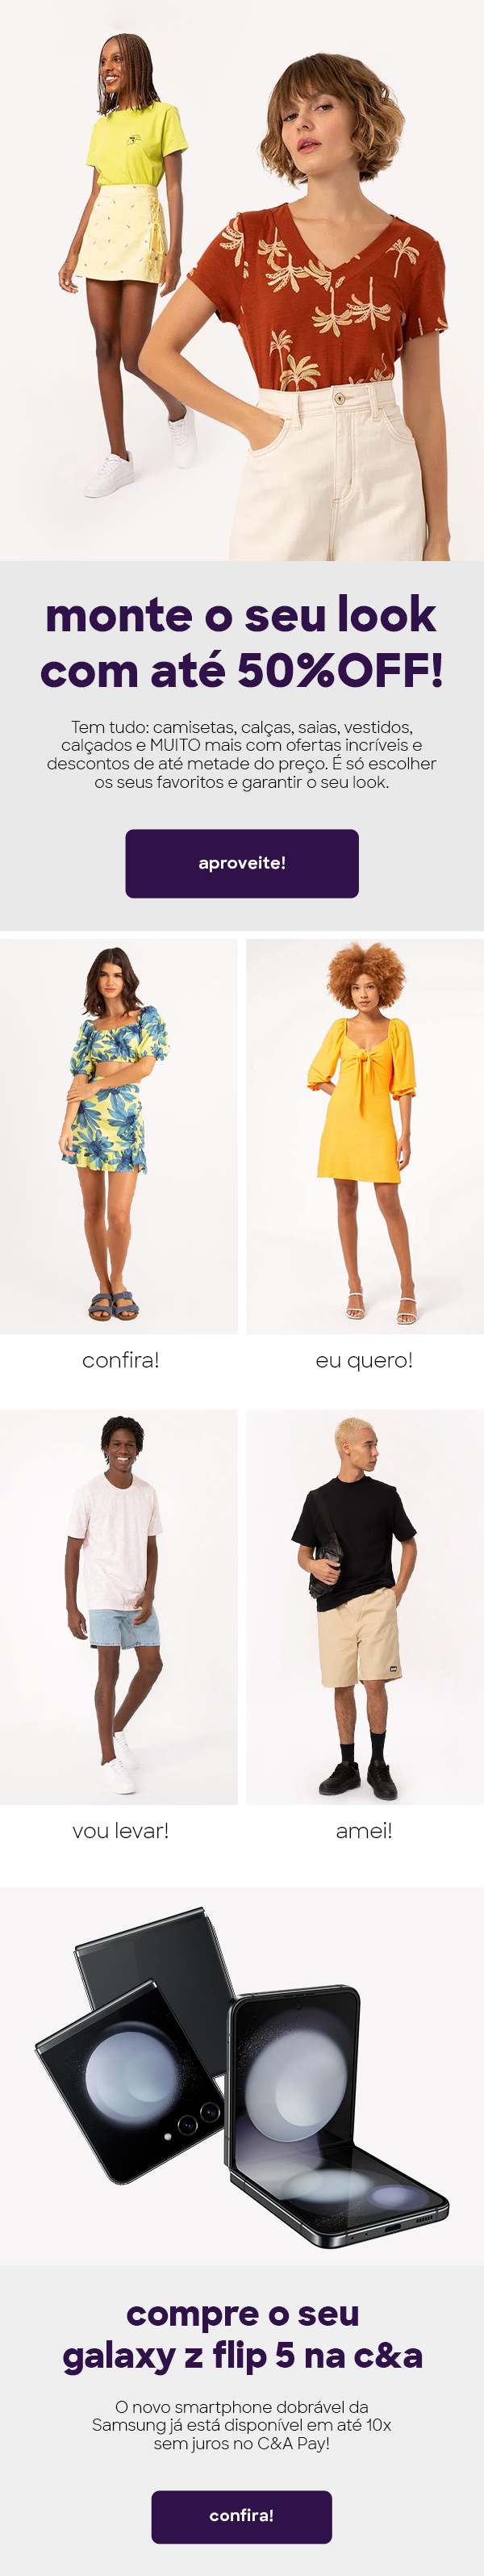 monte o seu look
com até 50%OFF!
Tem tudo: camisetas, calças, saias, vestidos,
calçados e MUITO mais com ofertas incríveis e
descontos de até metade do preço. É só escolher
os seus favoritos e garantir o seu look.
aproveite!
confira!
eu quero!
vou levar!
amei!
compre o seu
galaxy z flip 5 na c&a
O novo smartphone dobrável da
Samsung já está disponível em até 10x
sem juros no C&A Pay!
confira!